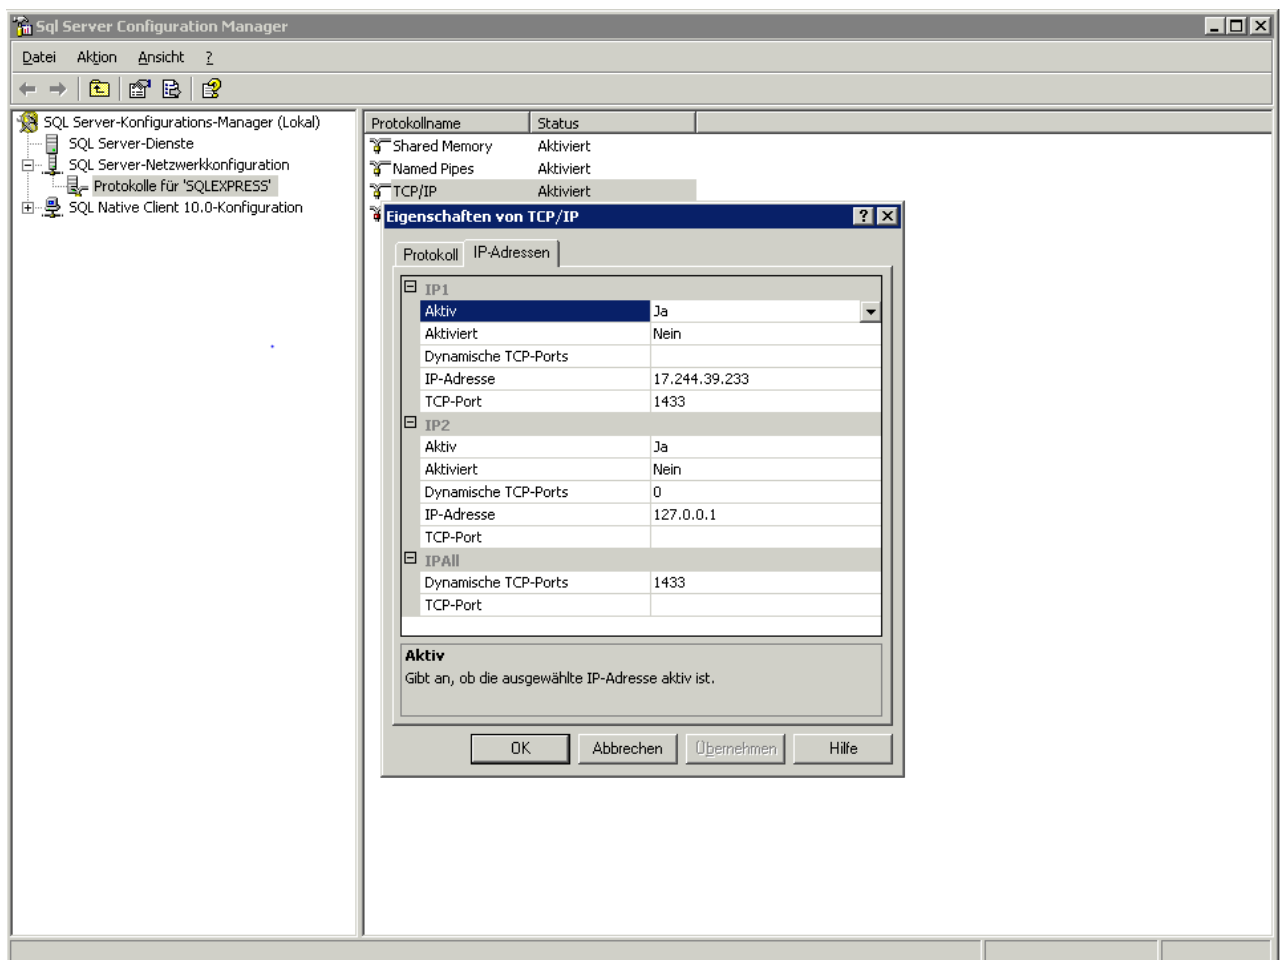 Sql Server Configuration Manager
Datei Aktion Ansicht ?
SQL Server-Konfigurations-Manager (Lokal)
SQL Server-Dienste
SQL Server-Netzwerkkonfiguration
Protokolle für 'SQLEXPRESS'
SQL Native Client 10.0-Konfiguration
Protokollname Status
Shared Memory Aktiviert
Named Pipes Aktiviert
TCP/IP Aktiviert
Eigenschaften von TCP/IP
Protokoll IP-Adressen
IP1
Aktiv Ja
Aktiviert Nein
Dynamische TCP-Ports
IP-Adresse 17.244.39.233
TCP-Port 1433
IP2
Aktiv Ja
Aktiviert Nein
Dynamische TCP-Ports 0
IP-Adresse 127.0.0.1
TCP-Port
IPAll
Dynamische TCP-Ports 1433
TCP-Port
Aktiv
Gibt an, ob die ausgewählte IP-Adresse aktiv ist.
OK Abbrechen Übernehmen Hilfe